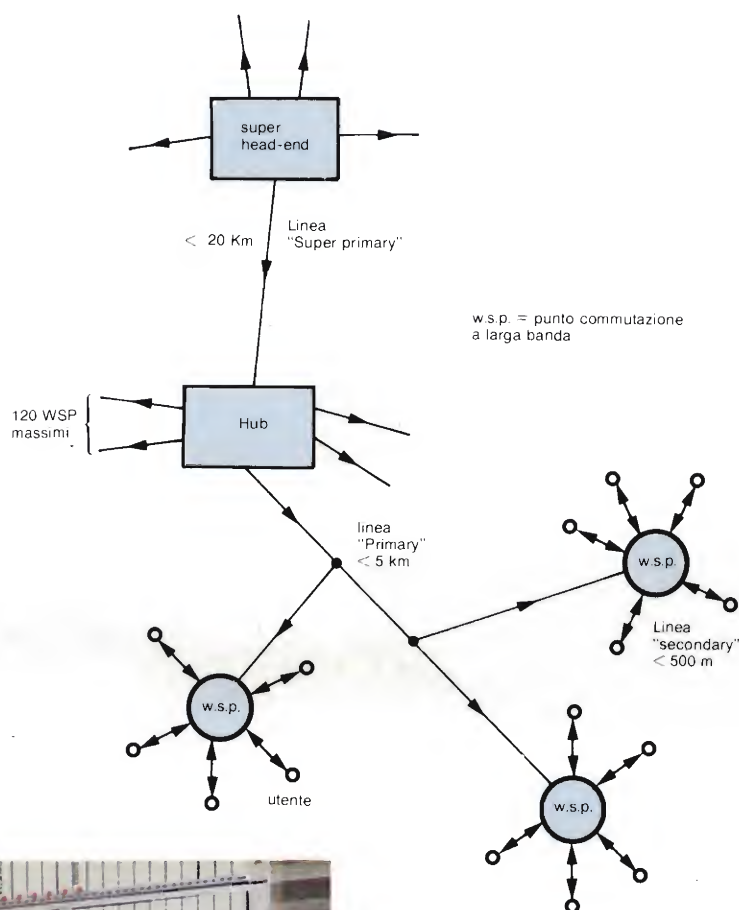 super
head-end
< 20 Km
Linea
"Super primary"
w.s.p. = punto commutazione
a larga banda
120 WSP
massimi
Hub
linea
"Primary"
< 5 km
w.s.p.
Linea
"secondary"
< 500 m
w.s.p.
utente
w.s.p.